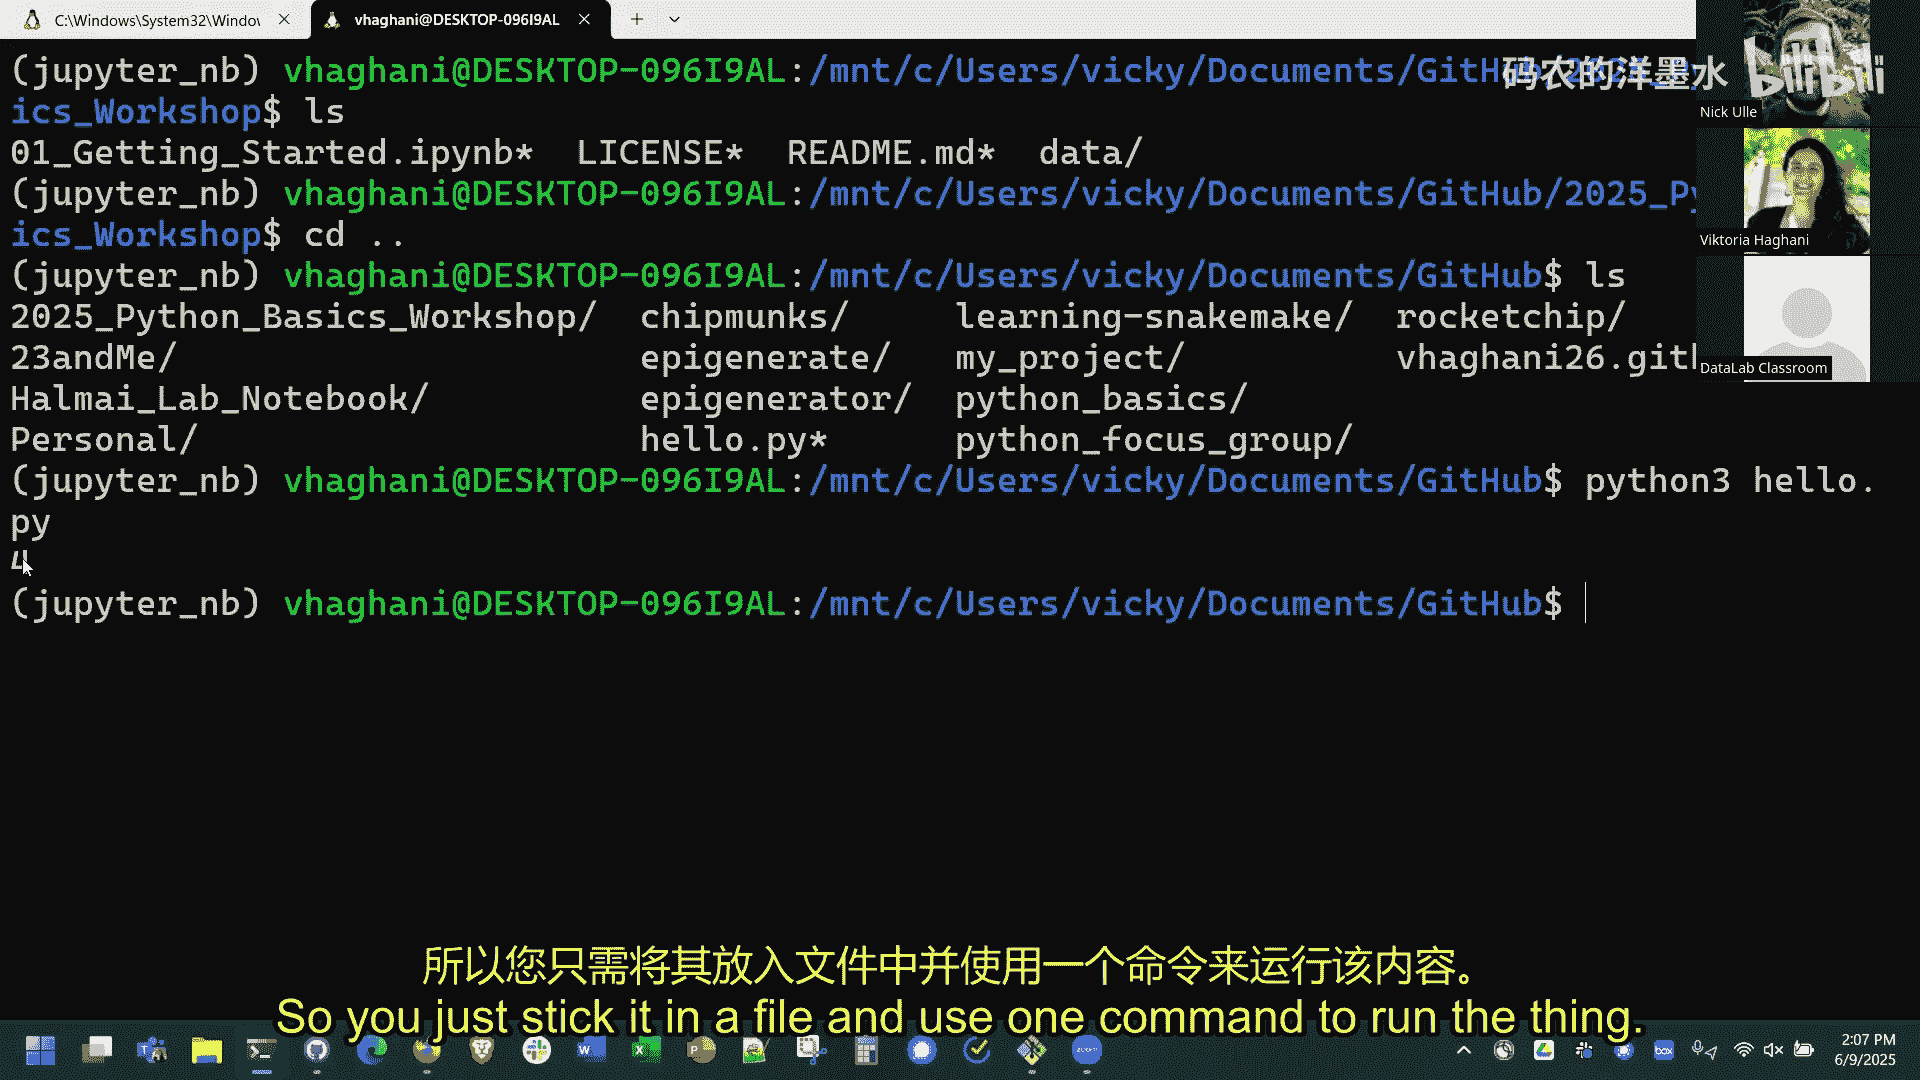 C:\Windows\System32\Windov
vhaghani@DESKTOP-096I9AL
(jupyter_nb) vhaghani@DESKTOP-096I9AL:/mnt/c/Users/vicky/Documents/GitHub/2025_Py
ics_Workshop$ ls
01_Getting_Started.ipynb*  LICENSE*  README.md*  data/
(jupyter_nb) vhaghani@DESKTOP-096I9AL:/mnt/c/Users/vicky/Documents/GitHub/2025_Py
ics_Workshop$ cd ..
(jupyter_nb) vhaghani@DESKTOP-096I9AL:/mnt/c/Users/vicky/Documents/GitHub$ ls
2025_Python_Basics_Workshop/  chipmunks/  learning-snakemake/  rocketchip/
23andMe/  epigenerate/  my_project/  vhaghani26.gith
Halmai_Lab_Notebook/  epigenerator/  python_basics/
Personal/  hello.py*  python_focus_group/
(jupyter_nb) vhaghani@DESKTOP-096I9AL:/mnt/c/Users/vicky/Documents/GitHub$ python3 hello.
py
4
(jupyter_nb) vhaghani@DESKTOP-096I9AL:/mnt/c/Users/vicky/Documents/GitHub$
码农的洋墨水
bilibili
Nick Ulle
Viktoria Haghani
DataLab Classroom
所以您只需将其放入文件中并使用一个命令来运行该内容。
So you just stick it in a file and use one command to run the thing.
box
zoom
2:07 PM
6/9/2025